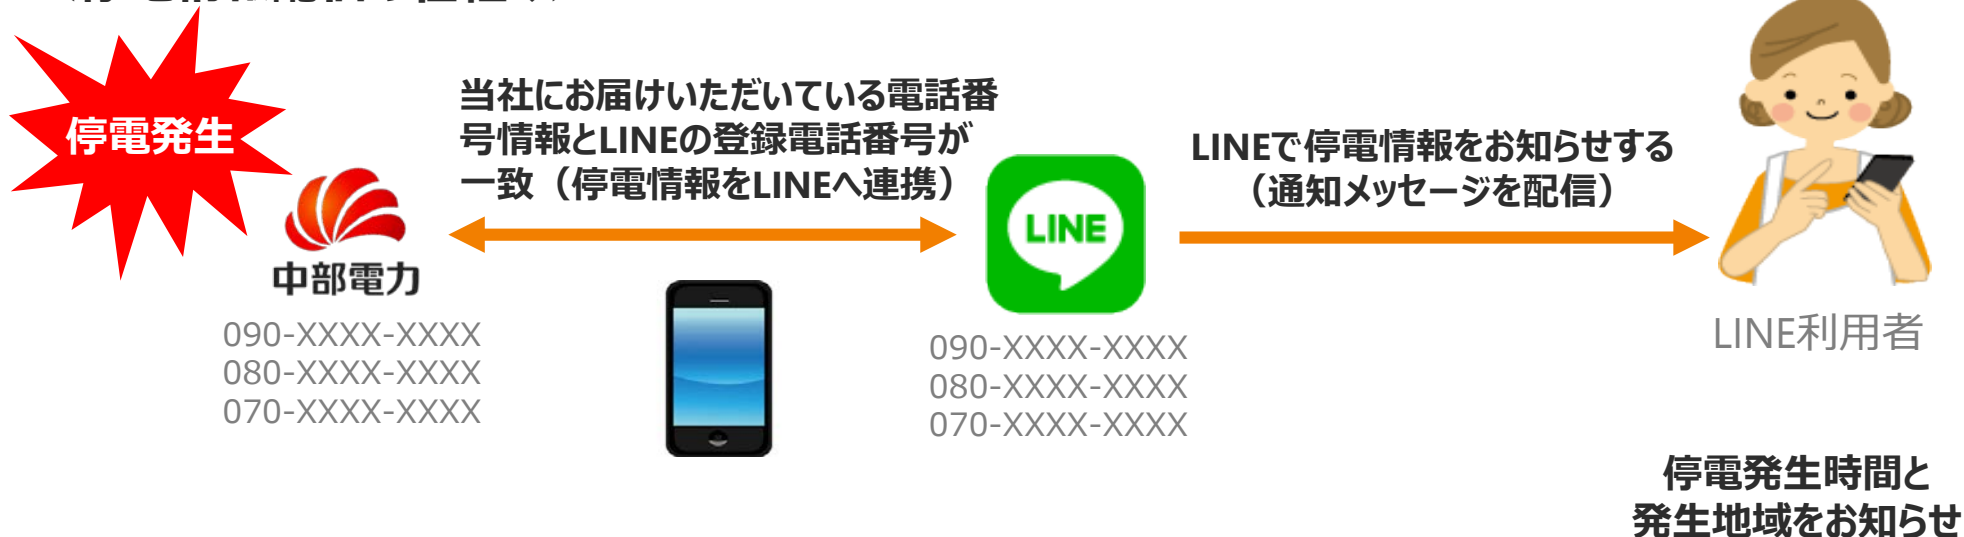 停電発生
当社にお届けいただいている電話番
号情報とLINEの登録電話番号が
一致（停電情報をLINEへ連携）
LINEで停電情報をお知らせする
（通知メッセージを配信）
LINE
中部電力
090-XXXX-XXXX
080-XXXX-XXXX
070-XXXX-XXXX
090-XXXX-XXXX
080-XXXX-XXXX
070-XXXX-XXXX
LINE利用者
停電発生時間と
発生地域をお知らせ